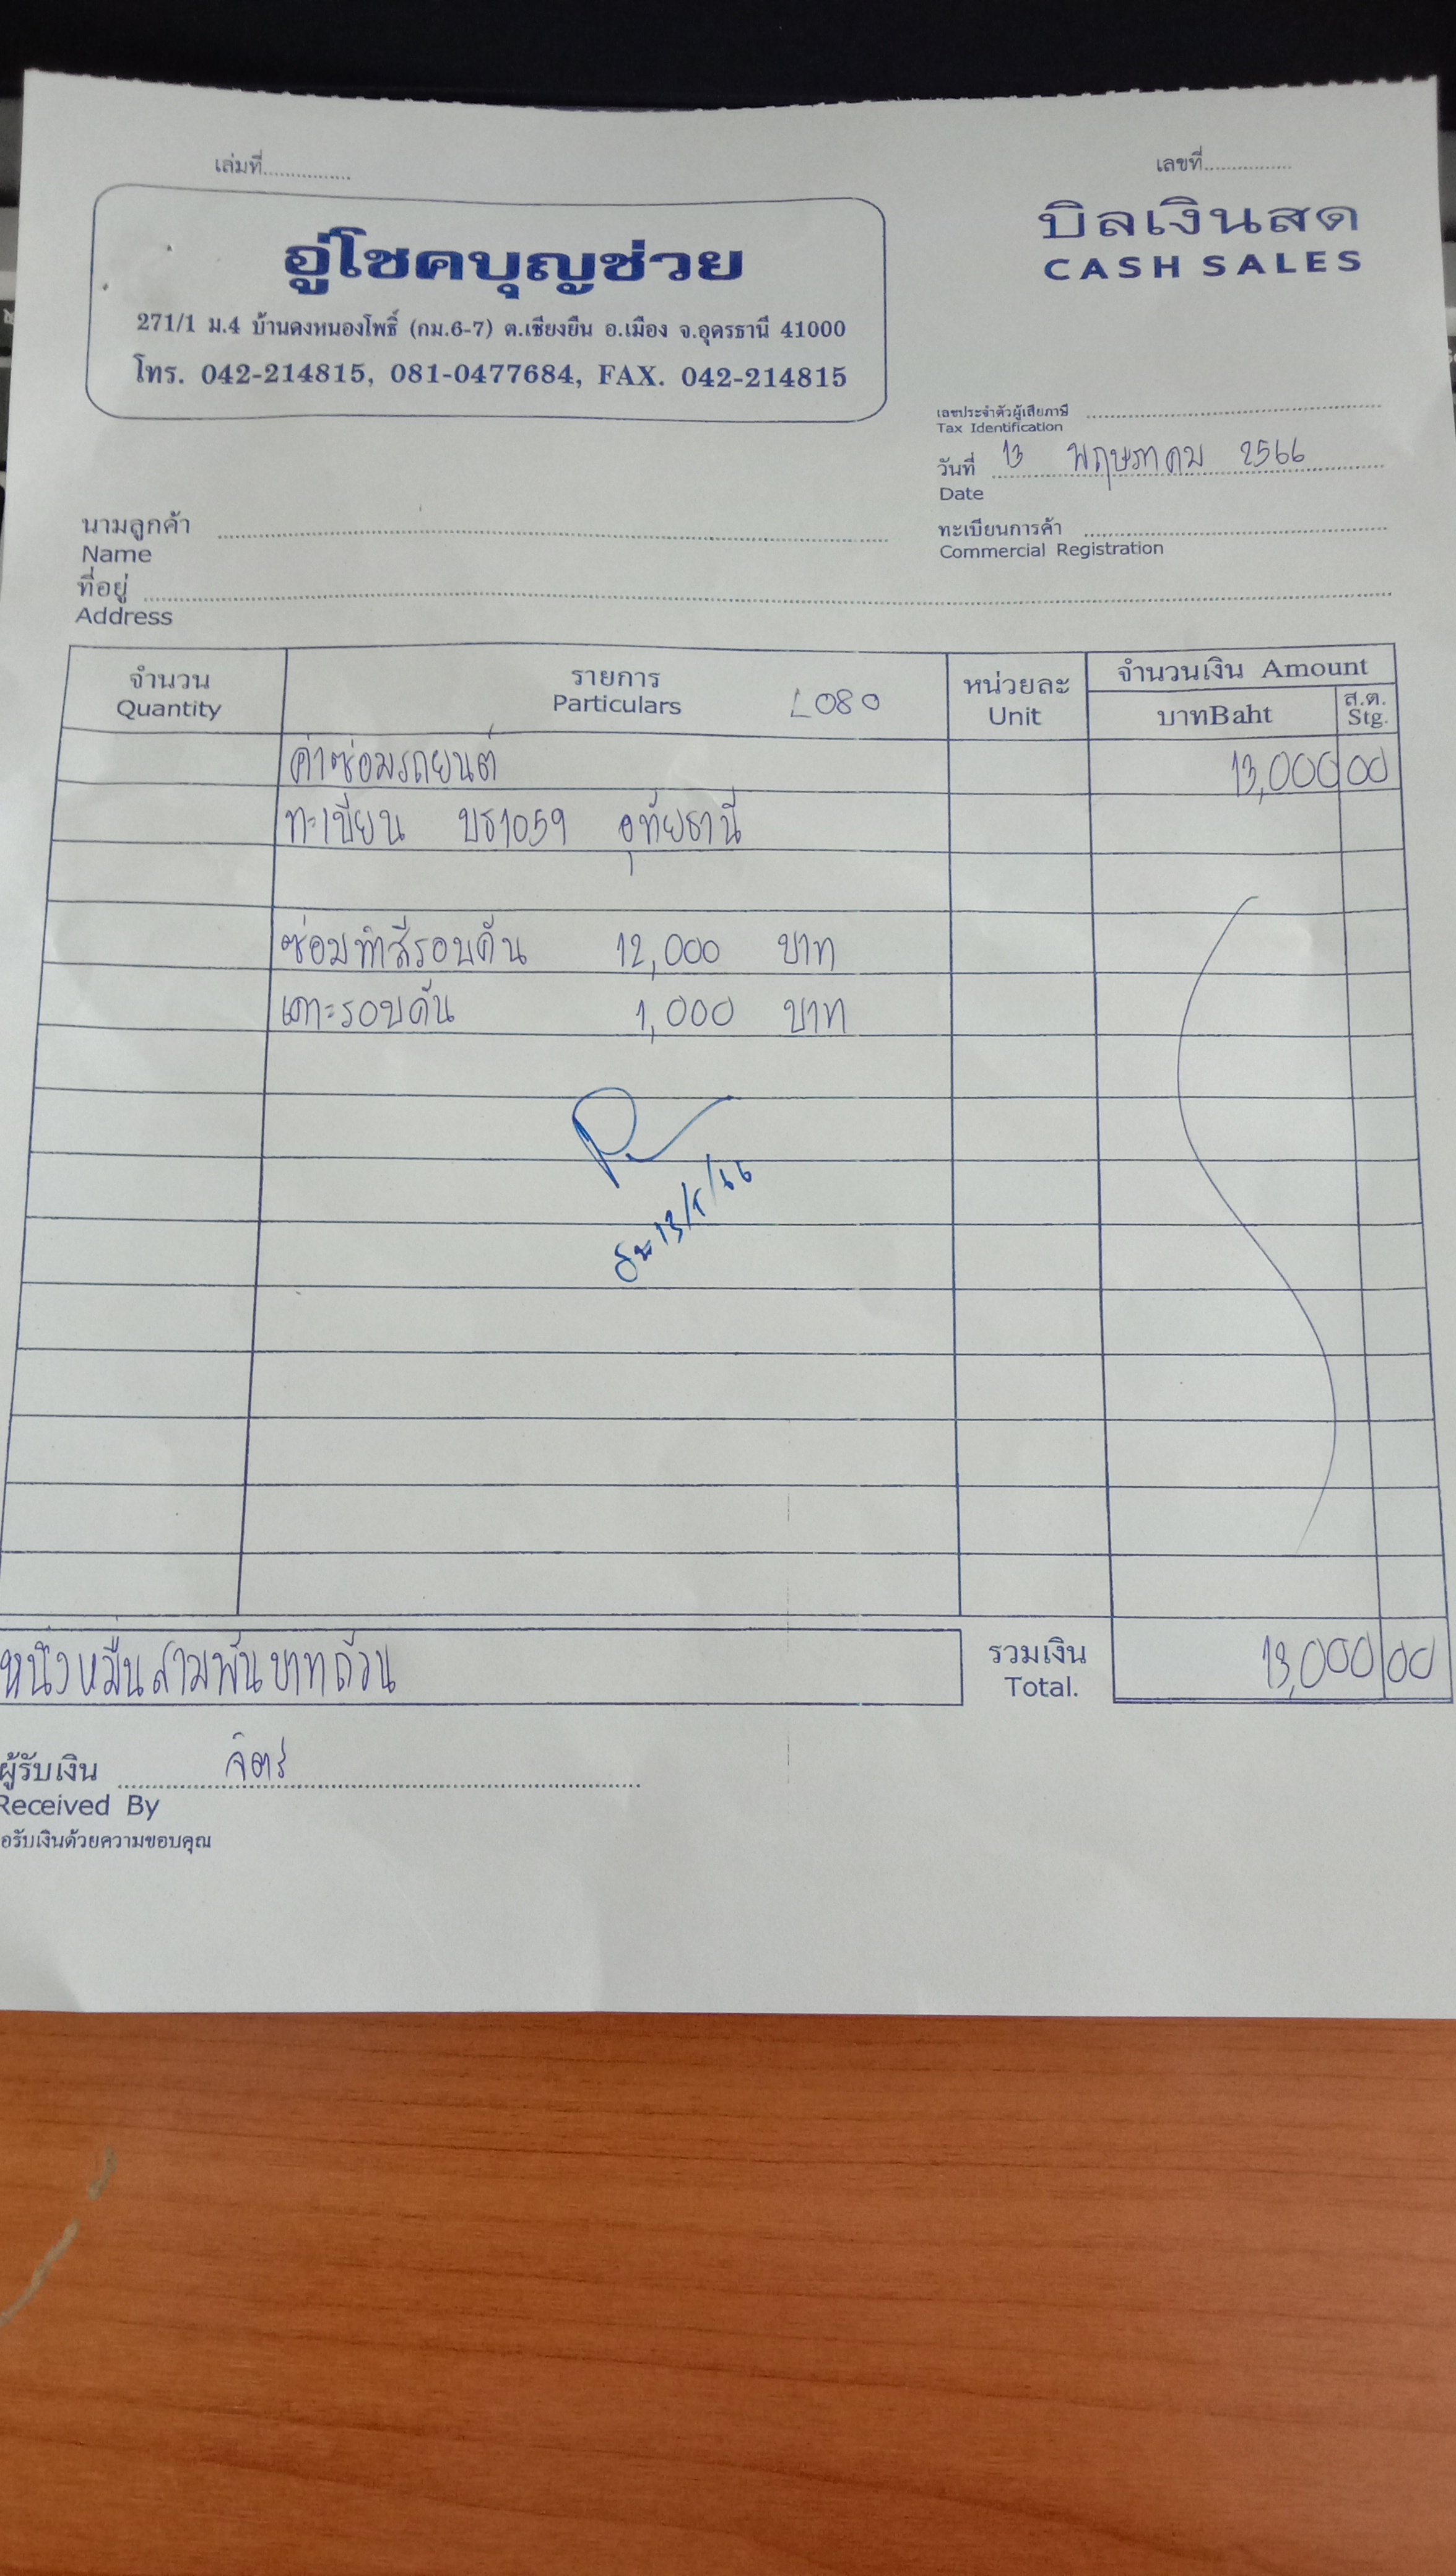 เล่มที่............... เลขที่................
อู่โชคบุญช่วย
271/1 ม.4 บ้านดงหนองโพธิ์ (กม.6-7) ต.เชียงยืน อ.เมือง จ.อุดรธานี 41000
โทร. 042-214815, 081-0477684, FAX. 042-214815
บิลเงินสด
CASH SALES
เลขประจำตัวผู้เสียภาษี
Tax Identification
วันที่ 13 พฤษภาคม 2566
Date
นามลูกค้า
Name
ทะเบียนการค้า
Commercial Registration
ที่อยู่
Address
จำนวน รายการ หน่วยละ จำนวนเงิน Amount
Quantity Particulars L080 Unit บาทBaht ส.ต.
Stg.
ค่าซ่อมรถยนต์ 13,000 00
ทะเบียน บธ1059 อุทัยธานี
ซ่อมทำสีรอบคัน 12,000 บาท
เคาะรอบคัน 1,000 บาท
13/5/66
หนึ่งหมื่นสามพันบาทถ้วน รวมเงิน 13,000 00
Total.
ผู้รับเงิน จิตร
Received By
อรับเงินด้วยความขอบคุณ